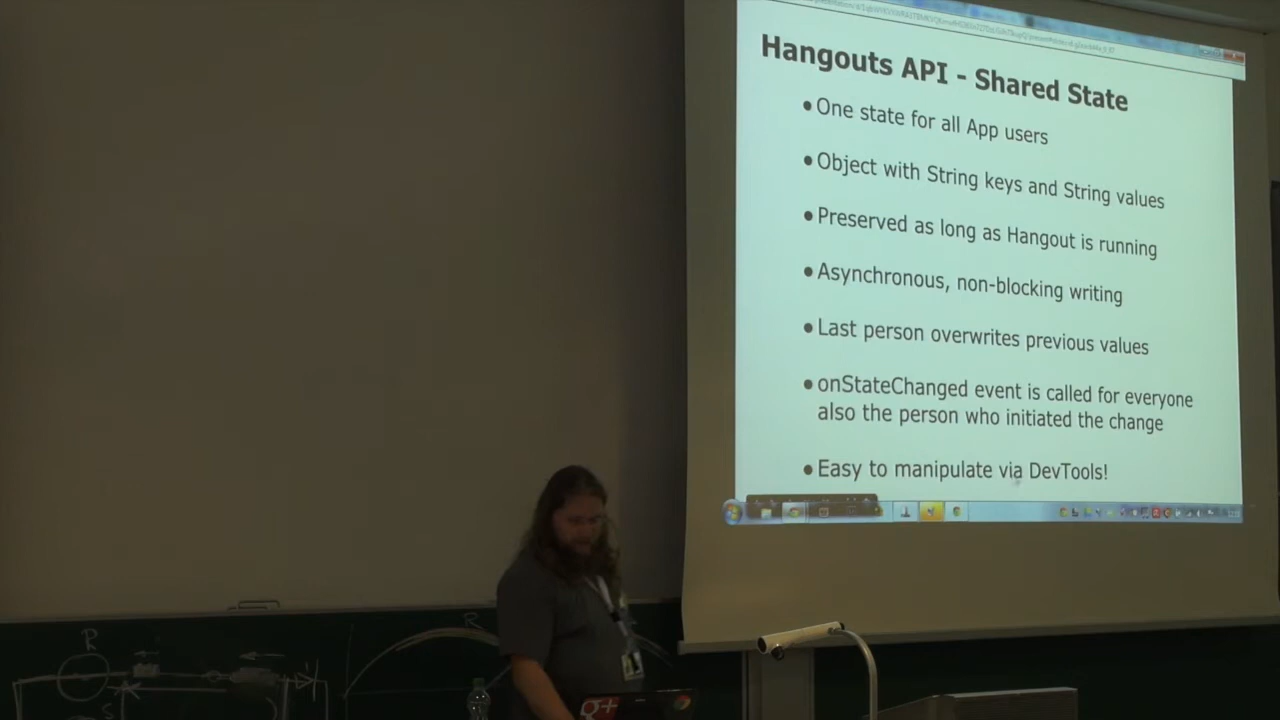 Hangouts API - Shared State
One state for all App users
Object with String keys and String values
Preserved as long as Hangout is running
Asynchronous, non-blocking writing
Last person overwrites previous values
onStateChanged event is called for everyone
also the person who initiated the change
Easy to manipulate via DevTools!
R
R
S
g+